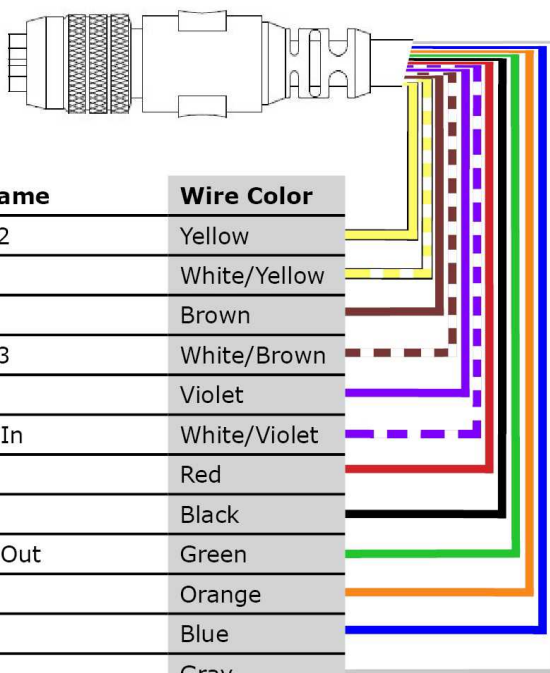 ame Wire Color
2 Yellow
White/Yellow
Brown
3 White/Brown
Violet
In White/Violet
Red
Black
Out Green
Orange
Blue
Gray